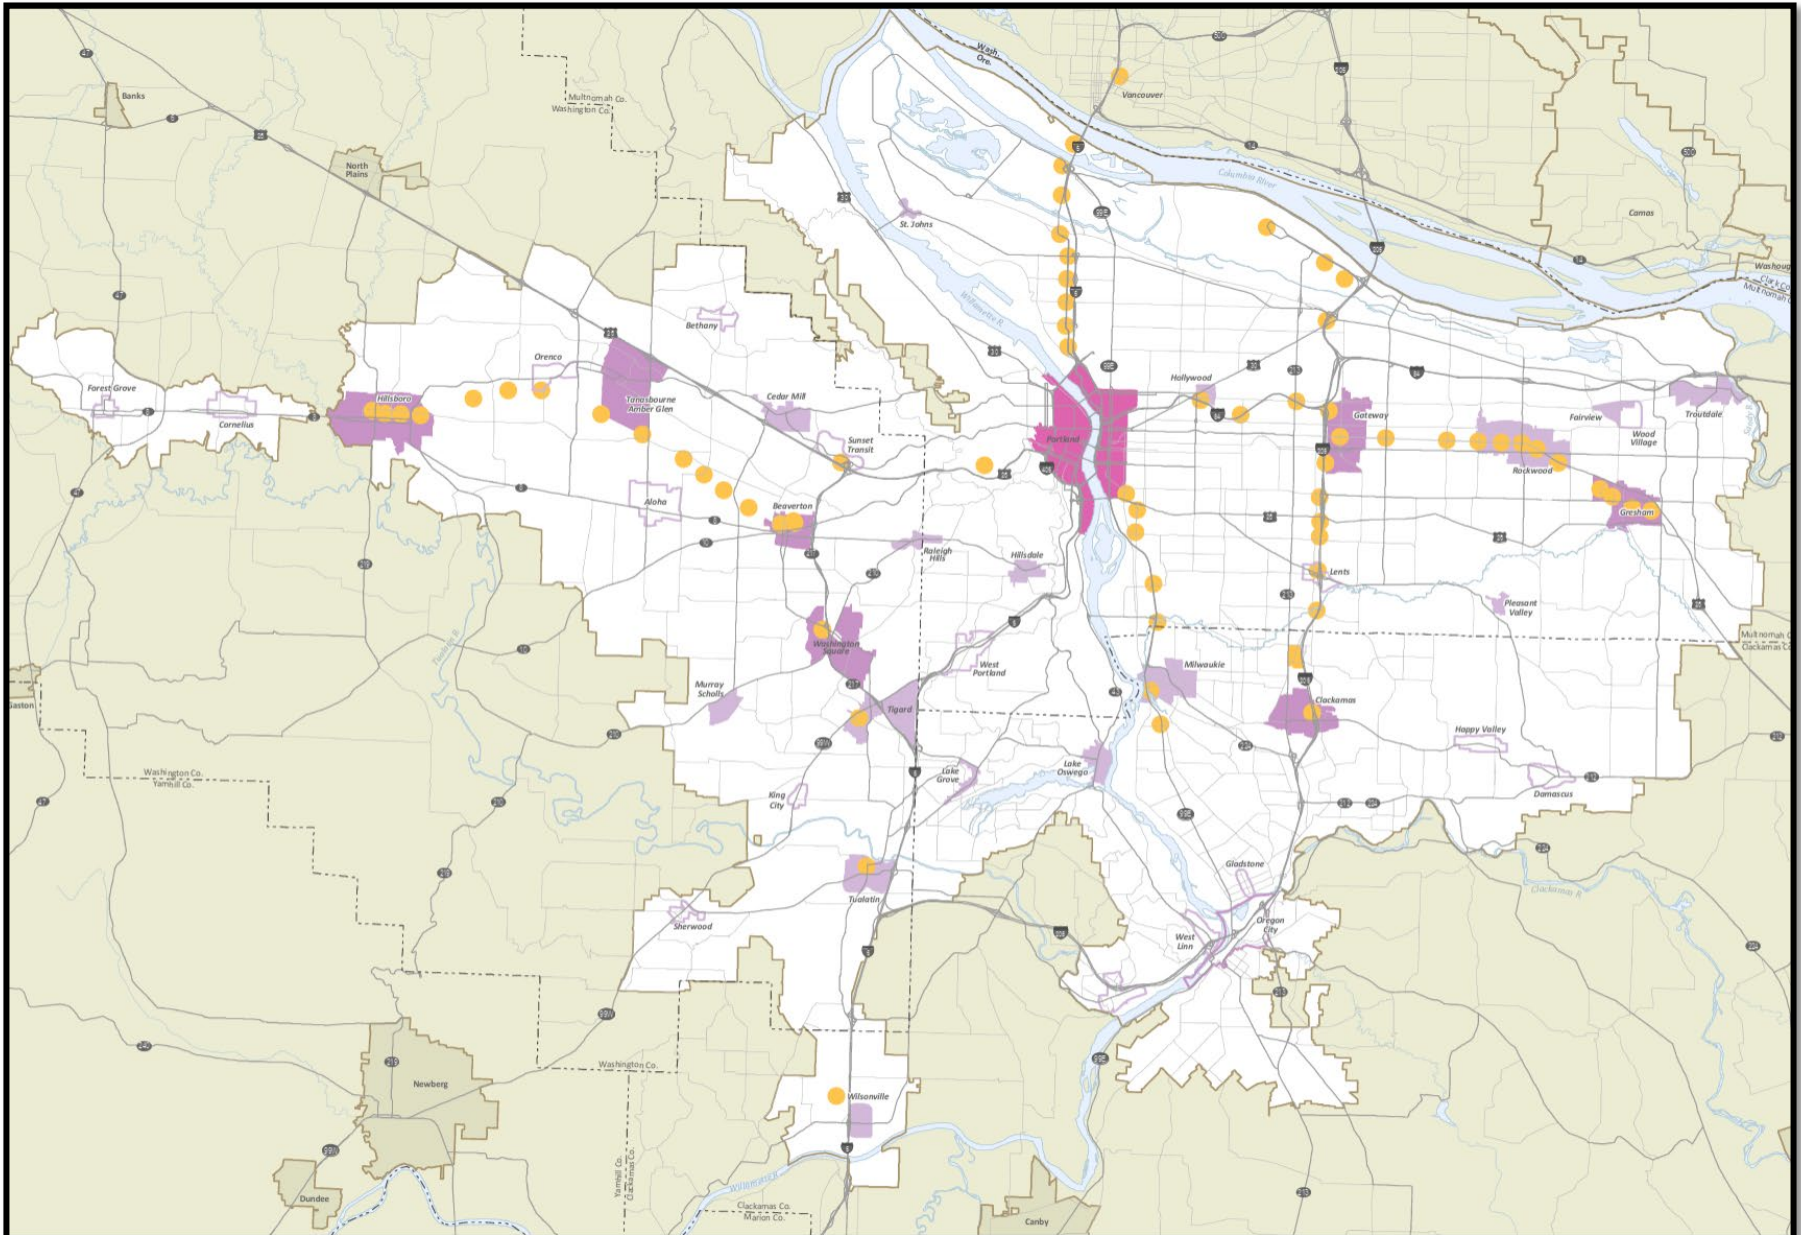 Wash.
Ore.
Banks
Multnomah Co.
Washington Co.
Vancouver
North
Plains
Columbia River
Camas
St. Johns
Willamette R.
Clark Co.
Bethany
Orenco
Hollywood
Forest Grove
Hillsboro
Tanasbourne
Amber Glen
Cedar Mill
Gateway
Fairview
Troutdale
Cornelius
Sunset
Transit
Portland
Wood
Village
Rockwood
Aloha
Beaverton
Gresham
Raleigh
Hills
Hillsdale
Lents
Pleasant
Valley
Washington
Square
West
Portland
Milwaukie
Murray
Scholls
Tigard
Clackamas
Happy Valley
Lake
Grove
Lake
Oswego
Washington Co.
Yamhill Co.
King
City
Damascus
Gladstone
Clackamas R.
Tualatin
Sherwood
West
Linn
Oregon
City
Washington Co.
Newberg
Wilsonville
Yamhill Co.
Clackamas Co.
Dundee
Clackamas Co.
Marion Co.
Canby